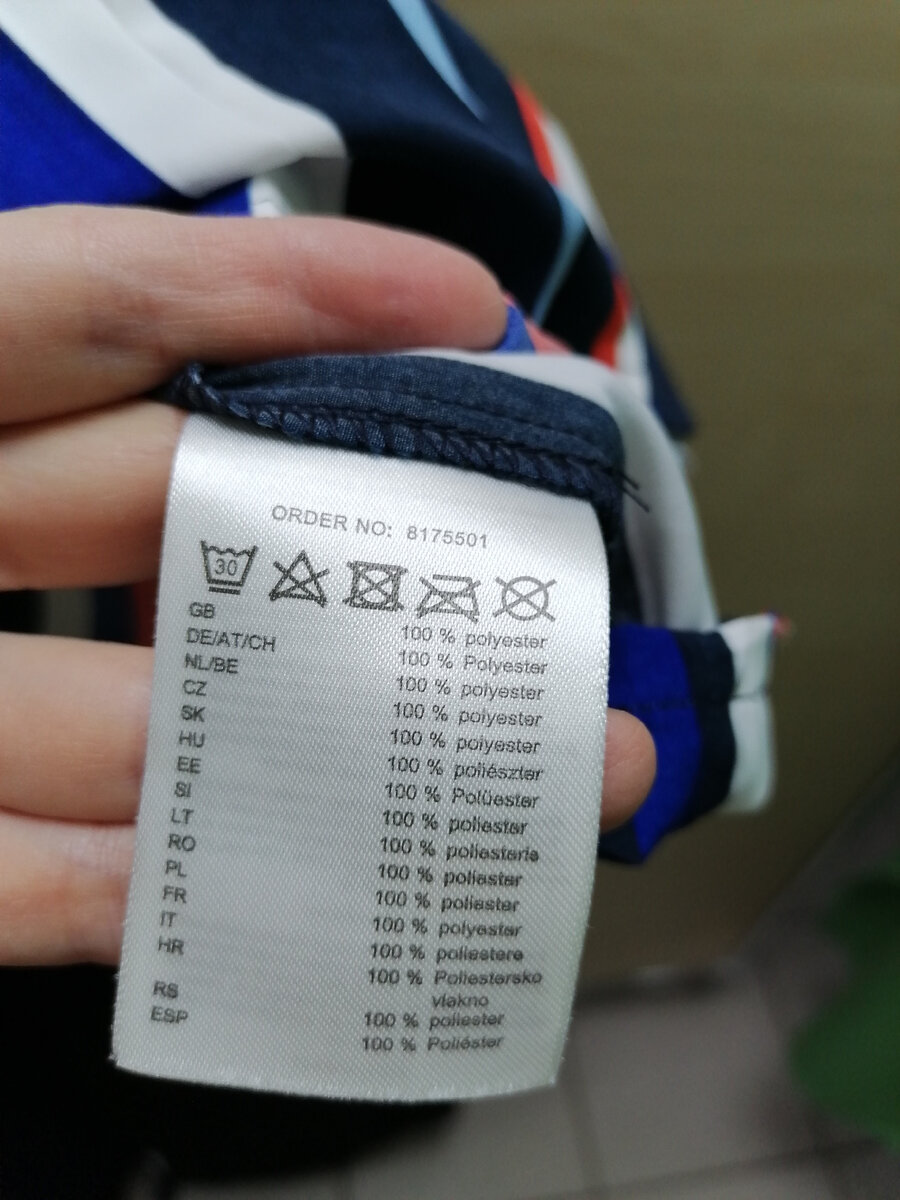 ORDER NO: 8175501
30
GB 100 % polyester
DE/AT/CH 100 % Polyester
NL/BE 100 % polyester
CZ 100 % polyester
SK 100 % polyester
HU 100 % poliészter
EE 100 % Polüester
SI 100 % poliester
LT 100 % poliesteris
RO 100 % poliester
PL 100 % poliester
FR 100 % polyester
IT 100 % poliestere
HR 100 % Poliestersko
vlakno
RS 100 % poliester
ESP 100 % Poliéster